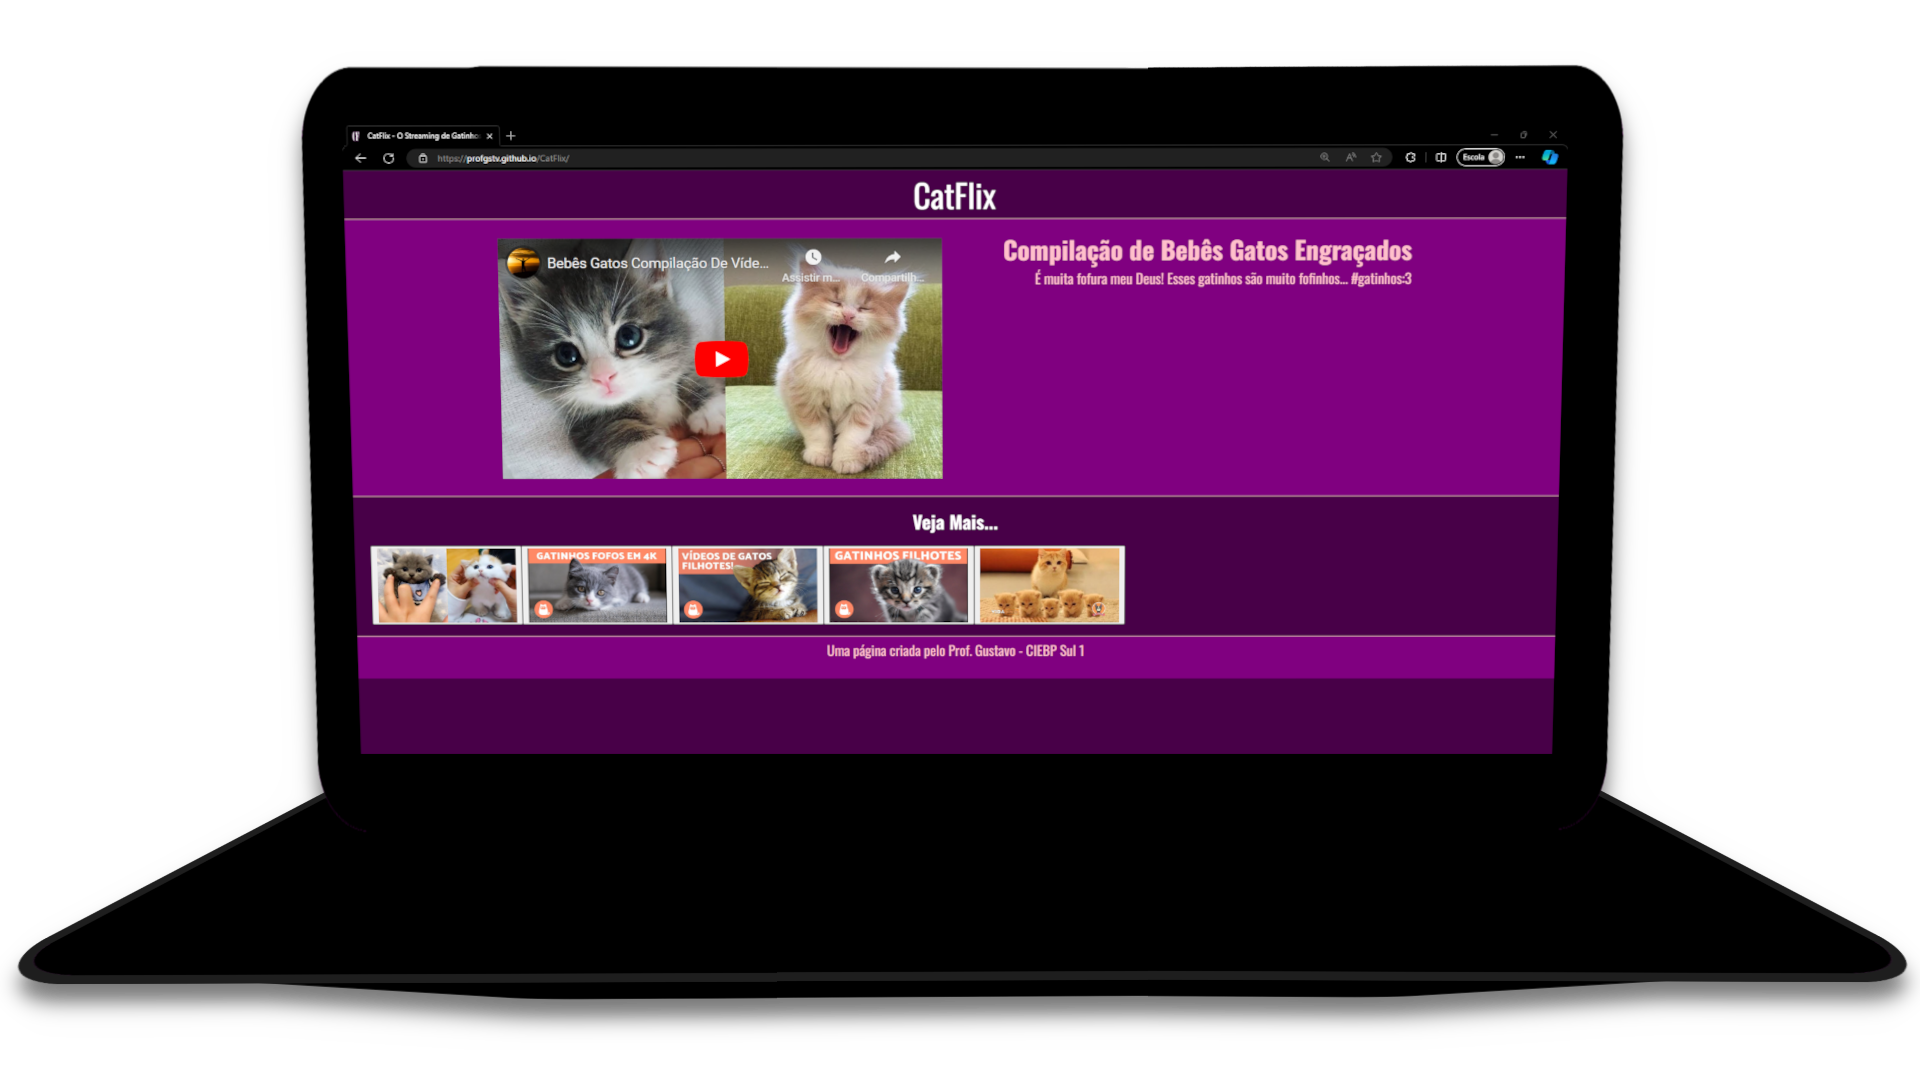 CatFlix - O Streaming de Gatinho
https://profgstv.github.io/CatFlix/
Escola
CatFlix
Bebês Gatos Compilação De Víde...
Assistir m...
Compartilh...
Compilação de Bebês Gatos Engraçados
É muita fofura meu Deus! Esses gatinhos são muito fofinhos... #gatinhos:3
Veja Mais...
GATINHOS FOFOS EM 4K
VÍDEOS DE GATOS
FILHOTES!
GATINHOS FILHOTES
Uma página criada pelo Prof. Gustavo - CIEBP Sul 1